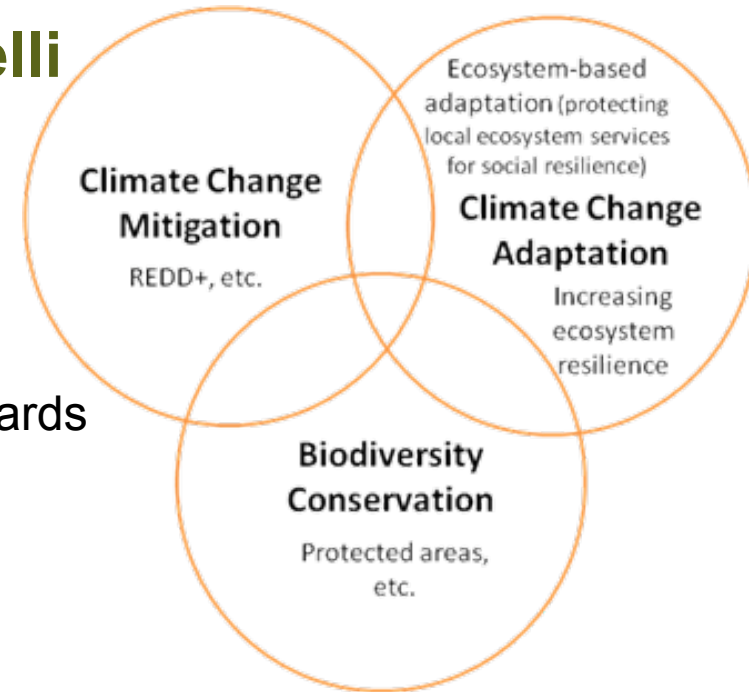 elli
Ecosystem-based
adaptation (protecting
local ecosystem services
for social resilience)
Climate Change
Adaptation
Increasing
ecosystem
resilience
Climate Change
Mitigation
REDD+, etc.
ards
Biodiversity
Conservation
Protected areas,
etc.